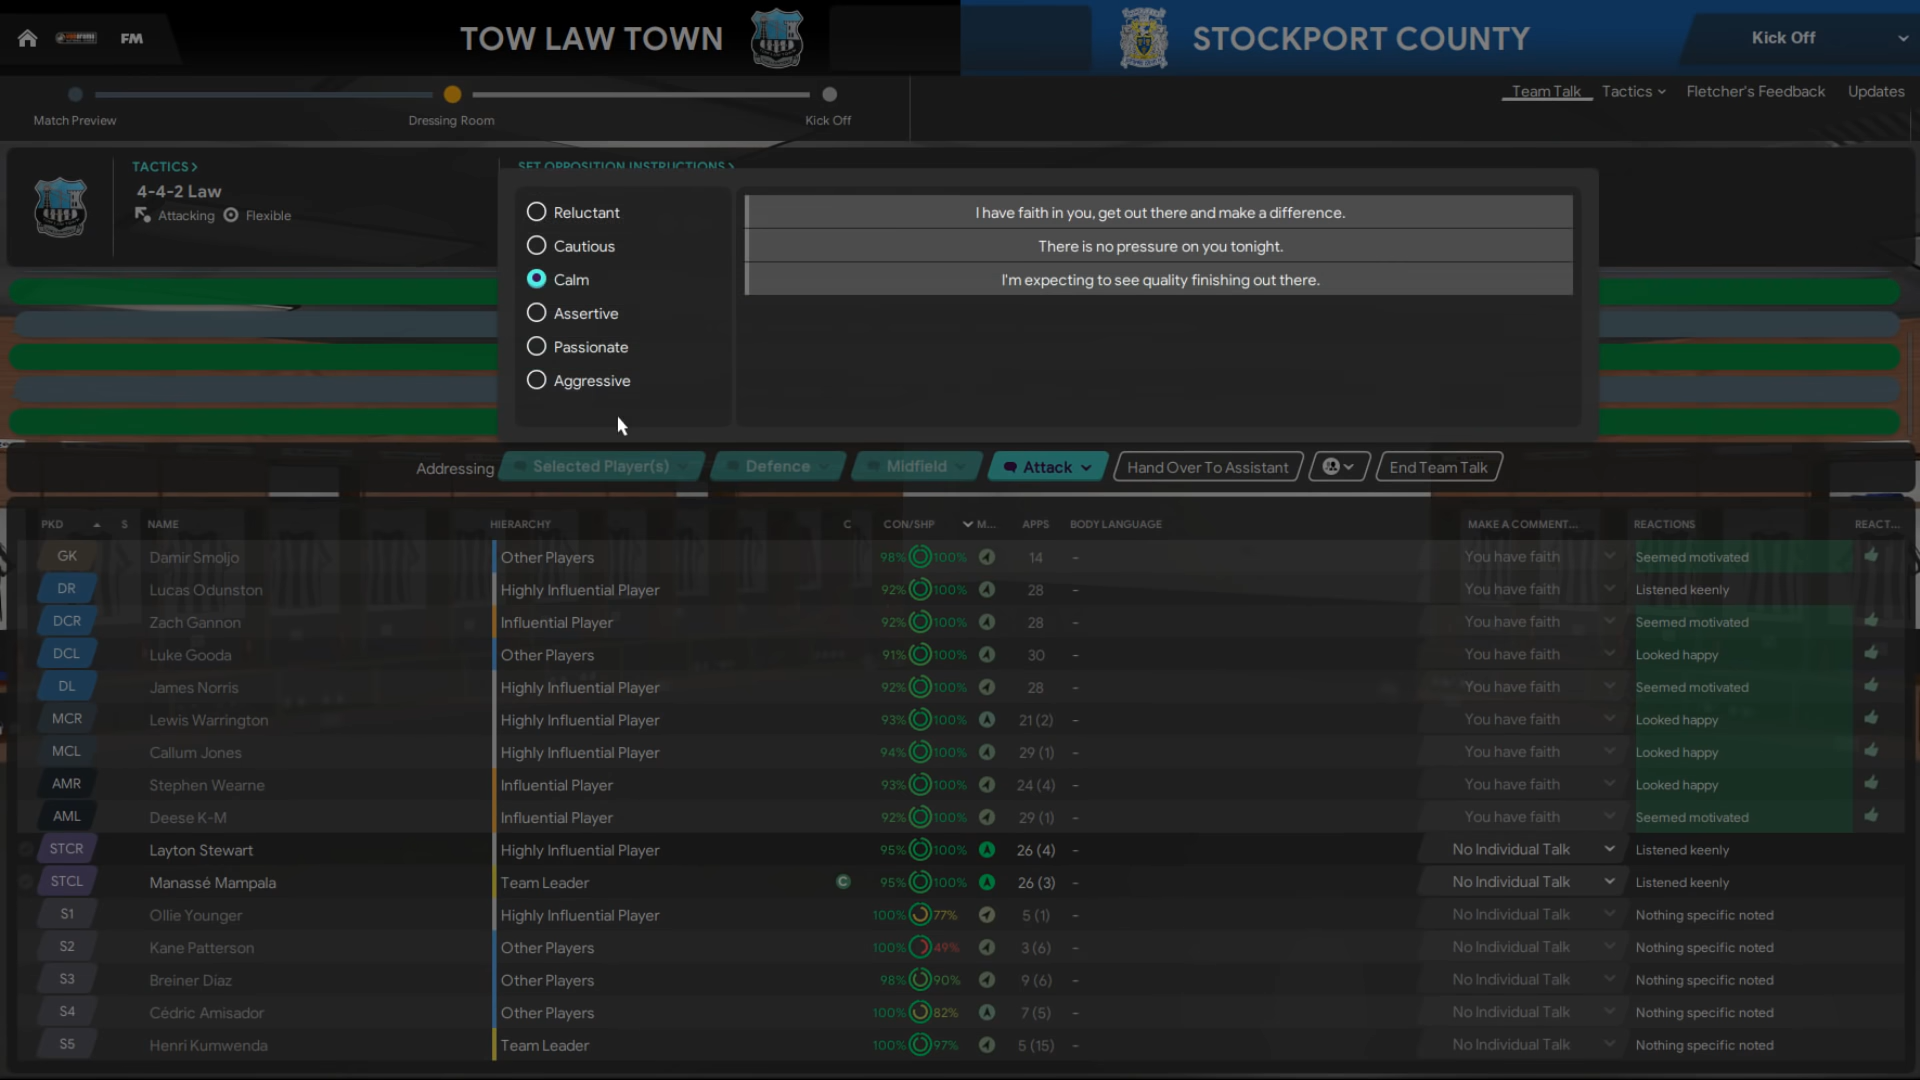 FM
TOW LAW TOWN
STOCKPORT COUNTY
Kick Off
Match Preview
Dressing Room
Kick Off
Team Talk
Tactics
Fletcher's Feedback
Updates
TACTICS >
4-4-2 Law
Attacking
Flexible
SET OPPOSITION INSTRUCTIONS >
Reluctant
Cautious
Calm
Assertive
Passionate
Aggressive
I have faith in you, get out there and make a difference.
There is no pressure on you tonight.
I'm expecting to see quality finishing out there.
Addressing
Selected Player(s)
Defence
Midfield
Attack
Hand Over To Assistant
End Team Talk
PKD S NAME HIERARCHY C CON/SHP M... APPS BODY LANGUAGE MAKE A COMMENT... REACTIONS REACT...
GK Damir Smoljo Other Players 98% 100% 14 - You have faith Seemed motivated
DR Lucas Odunston Highly Influential Player 92% 100% 28 - You have faith Listened keenly
DCR Zach Gannon Influential Player 92% 100% 28 - You have faith Seemed motivated
DCL Luke Gooda Other Players 91% 100% 30 - You have faith Looked happy
DL James Norris Highly Influential Player 92% 100% 28 - You have faith Seemed motivated
MCR Lewis Warrington Highly Influential Player 93% 100% 21 (2) - You have faith Looked happy
MCL Callum Jones Highly Influential Player 94% 100% 29 (1) - You have faith Looked happy
AMR Stephen Wearne Influential Player 93% 100% 24 (4) - You have faith Looked happy
AML Deese K-M Influential Player 92% 100% 29 (1) - You have faith Seemed motivated
STCR Layton Stewart Highly Influential Player 95% 100% 26 (4) - No Individual Talk Listened keenly
STCL Manassé Mampala Team Leader C 95% 100% 26 (3) - No Individual Talk Listened keenly
S1 Ollie Younger Highly Influential Player 100% 77% 5 (1) - No Individual Talk Nothing specific noted
S2 Kane Patterson Other Players 100% 49% 3 (6) - No Individual Talk Nothing specific noted
S3 Breiner Díaz Other Players 98% 90% 9 (6) - No Individual Talk Nothing specific noted
S4 Cédric Amisador Other Players 100% 82% 7 (5) - No Individual Talk Nothing specific noted
S5 Henri Kumwenda Team Leader 100% 97% 5 (15) - No Individual Talk Nothing specific noted